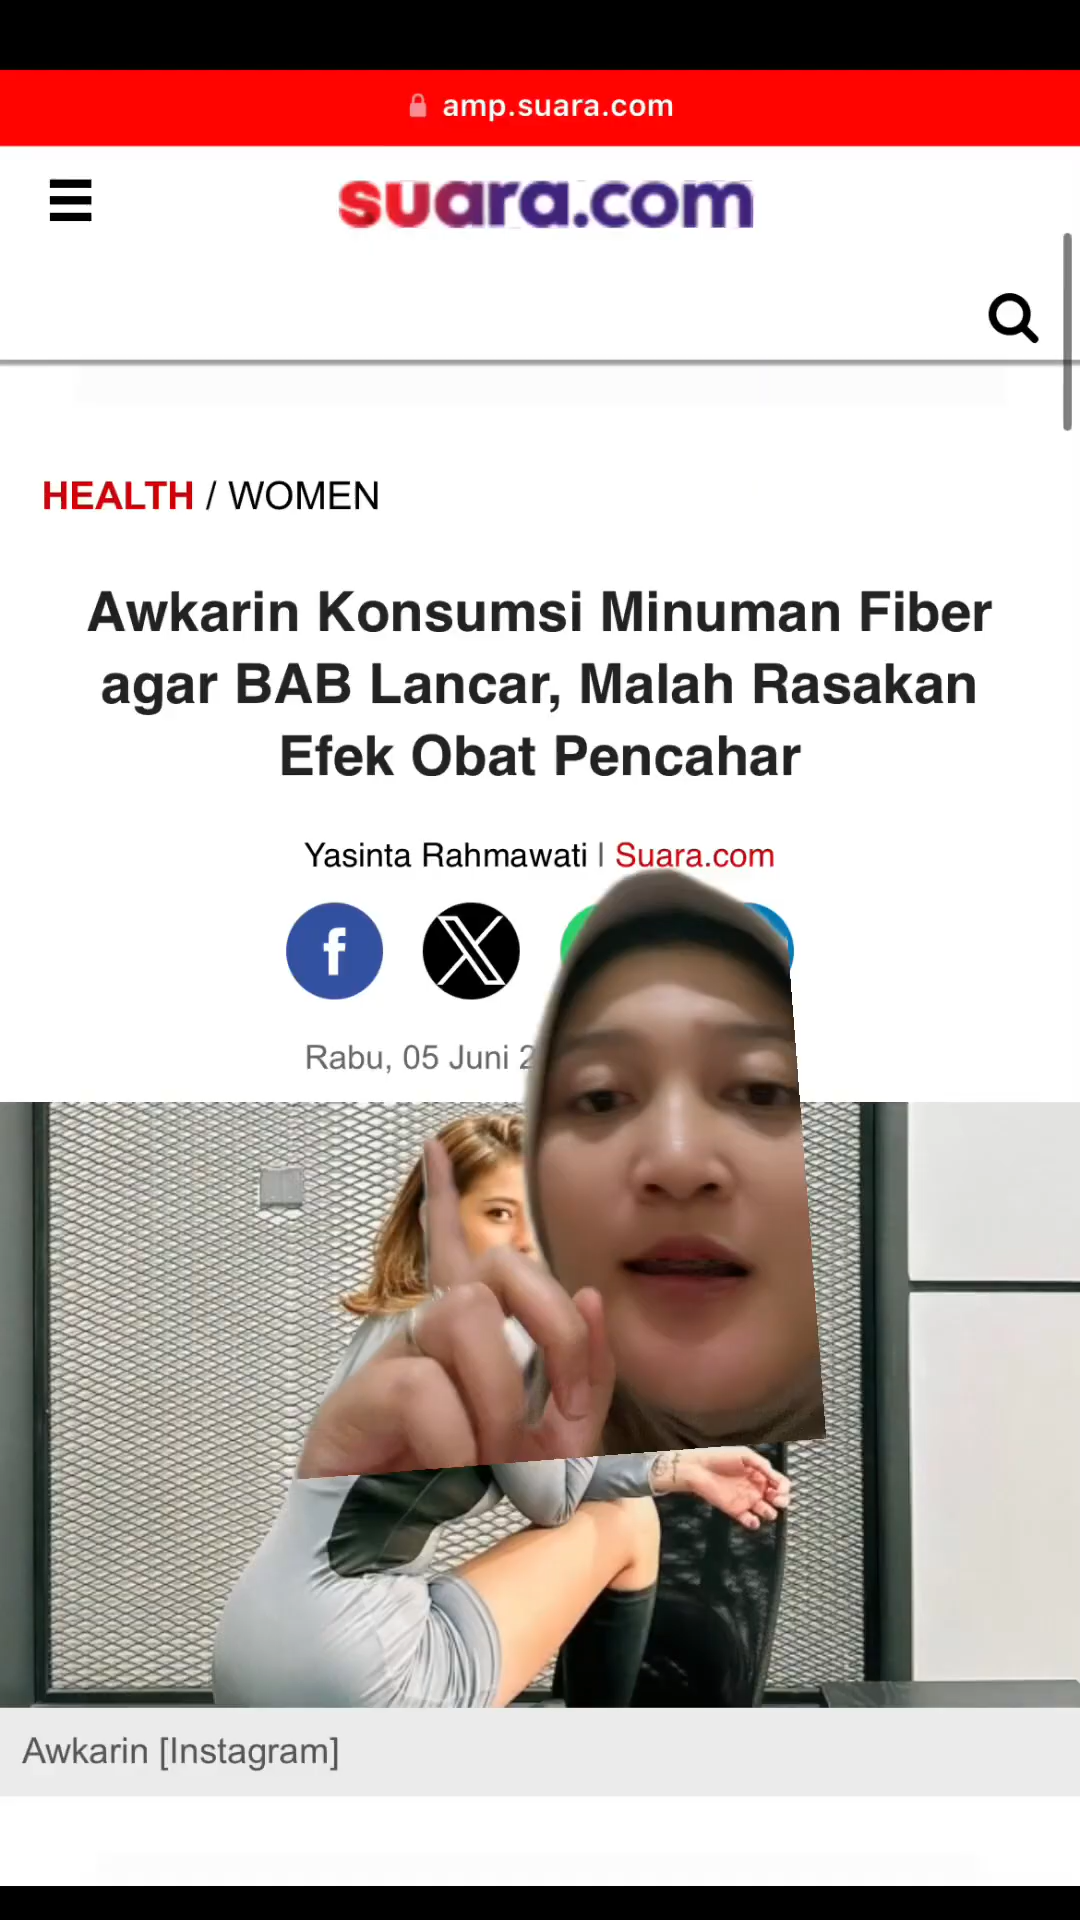 amp.suara.com
suara.com
HEALTH / WOMEN
Awkarin Konsumsi Minuman Fiber
agar BAB Lancar, Malah Rasakan
Efek Obat Pencahar
Yasinta Rahmawati | Suara.com
Rabu, 05 Juni
Awkarin [Instagram]